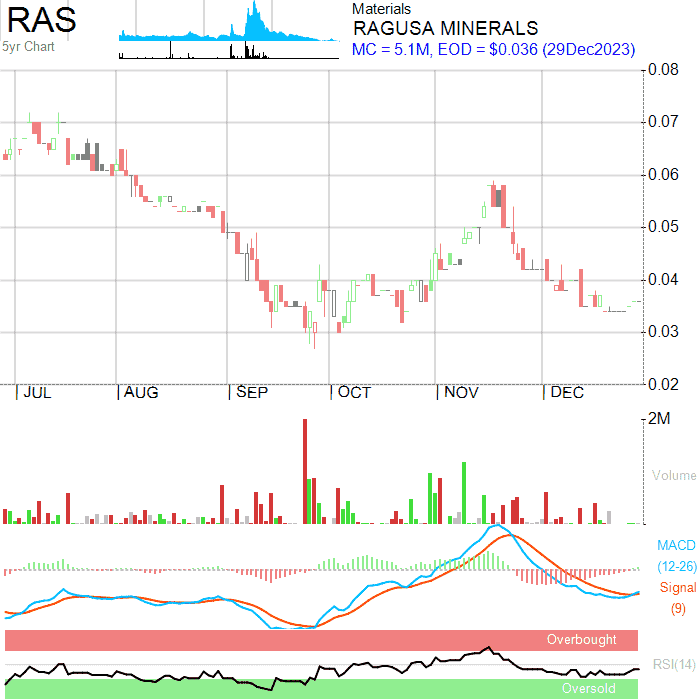 RAS
5yr Chart
Materials
RAGUSA MINERALS
MC = 5.1M, EOD = $0.036 (29Dec2023)
0.08
0.07
0.06
0.05
0.04
0.03
0.02
JUL AUG SEP OCT NOV DEC
2M
Volume
MACD
(12-26)
Signal
(9)
Overbought
RSI(14)
Oversold